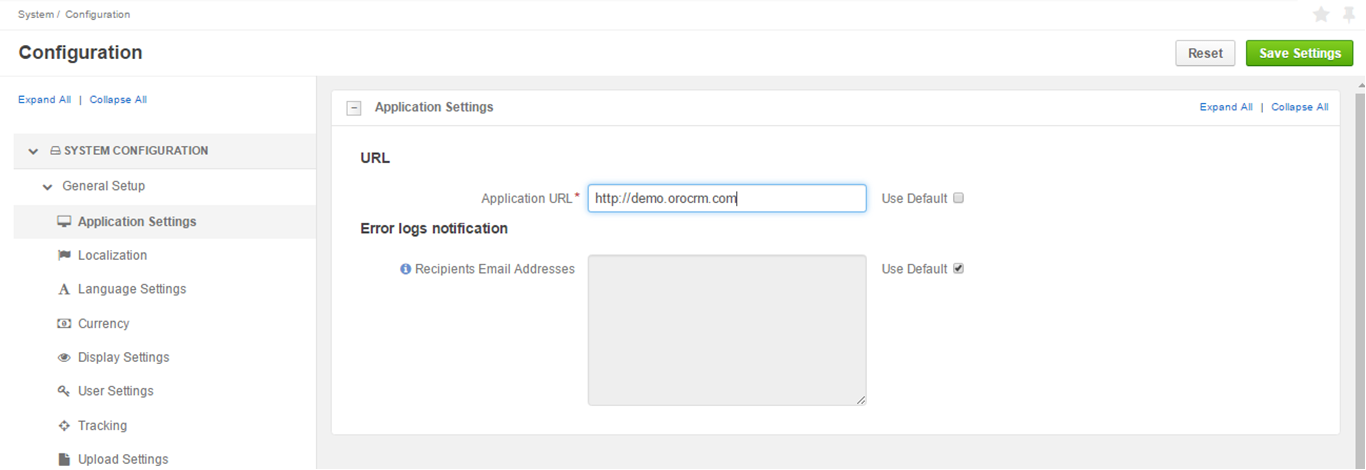 System / Configuration
Configuration
Reset
Save Settings
Expand All | Collapse All
SYSTEM CONFIGURATION
General Setup
Application Settings
Localization
Language Settings
Currency
Display Settings
User Settings
Tracking
Upload Settings
Application Settings
Expand All | Collapse All
URL
Application URL* http://demo.orocrm.com Use Default
Error logs notification
Recipients Email Addresses Use Default